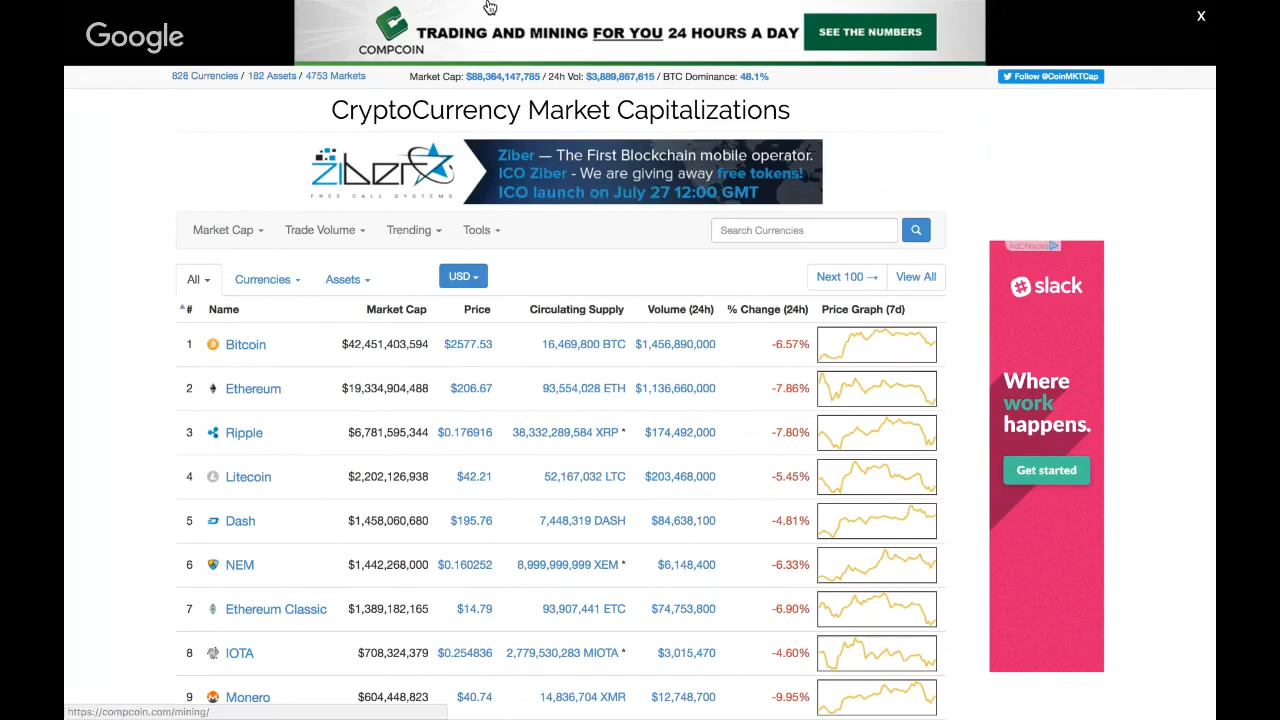 Google
COMPCOIN
TRADING AND MINING FOR YOU 24 HOURS A DAY
SEE THE NUMBERS
X
828 Currencies / 182 Assets / 4753 Markets
Market Cap: $88,364,147,785 / 24h Vol: $3,889,867,615 / BTC Dominance: 48.1%
Follow @CoinMKTCap
CryptoCurrency Market Capitalizations
ziber
FREE CALL SYSTEMS
Ziber — The First Blockchain mobile operator.
ICO Ziber - We are giving away free tokens!
ICO launch on July 27 12:00 GMT
Market Cap Trade Volume Trending Tools
Search Currencies
AdChoices
slack
Where
work
happens.
Get started
All Currencies Assets USD Next 100 → View All
# Name Market Cap Price Circulating Supply Volume (24h) % Change (24h) Price Graph (7d)
1 Bitcoin $42,451,403,594 $2577.53 16,469,800 BTC $1,456,890,000 -6.57%
2 Ethereum $19,334,904,488 $206.67 93,554,028 ETH $1,136,660,000 -7.86%
3 Ripple $6,781,595,344 $0.176916 38,332,289,584 XRP * $174,492,000 -7.80%
4 Litecoin $2,202,126,938 $42.21 52,167,032 LTC $203,468,000 -5.45%
5 Dash $1,458,060,680 $195.76 7,448,319 DASH $84,638,100 -4.81%
6 NEM $1,442,268,000 $0.160252 8,999,999,999 XEM * $6,148,400 -6.33%
7 Ethereum Classic $1,389,182,165 $14.79 93,907,441 ETC $74,753,800 -6.90%
8 IOTA $708,324,379 $0.254836 2,779,530,283 MIOTA * $3,015,470 -4.60%
9 Monero $604,448,823 $40.74 14,836,704 XMR $12,748,700 -9.95%
https://compcoin.com/mining/